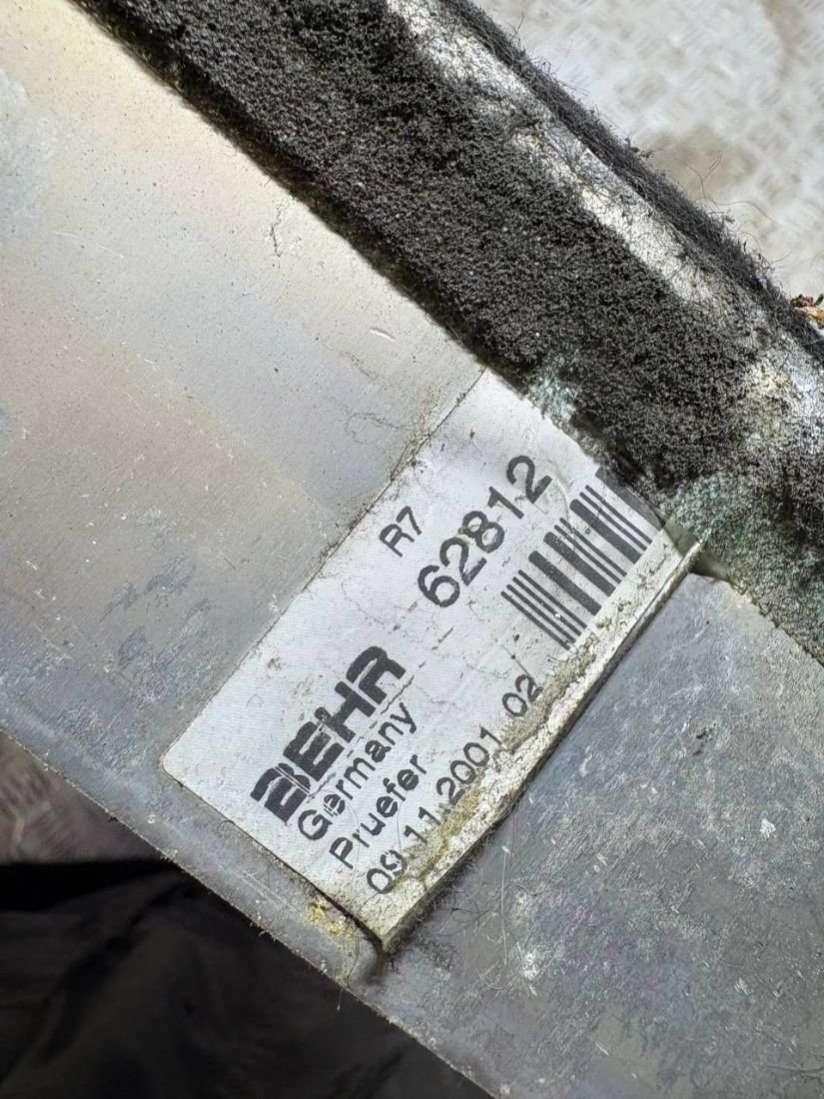 R7
62812
BEHR
Germany
Pruefer
09.11.2001 02